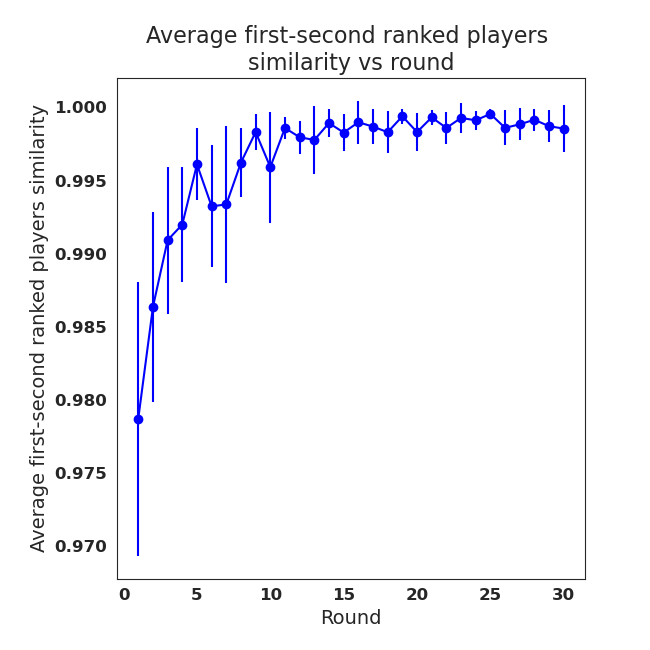 Average first-second ranked players
similarity vs round
Average first-second ranked players similarity
1.000
0.995
0.990
0.985
0.980
0.975
0.970
0 5 10 15 20 25 30
Round